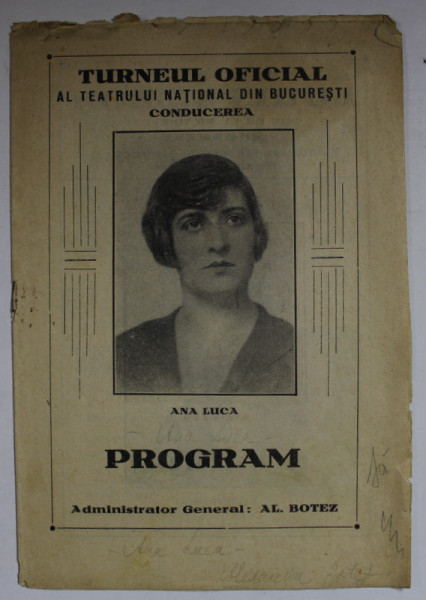 TURNEUL OFICIAL
AL TEATRULUI NAȚIONAL DIN BUCUREȘTI
CONDUCEREA
ANA LUCA
PROGRAM
Administrator General: AL. BOTEZ
- Ana Luca -